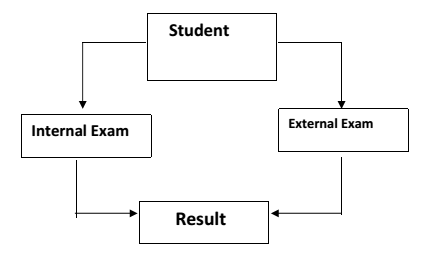 Student
Internal Exam
External Exam
Result